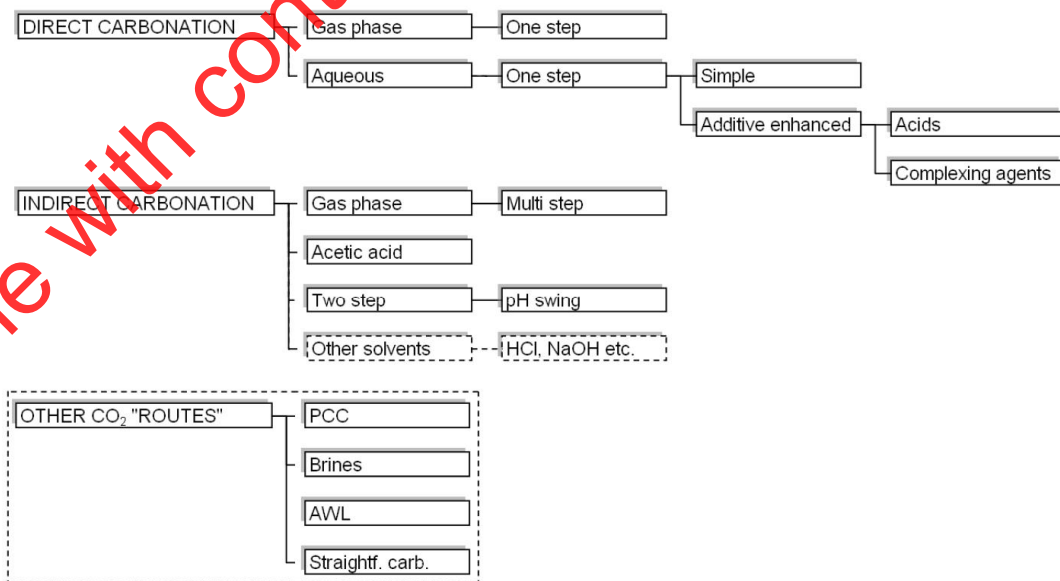 DIRECT CARBONATION
Gas phase
One step
Aqueous
One step
Simple
Additive enhanced
Acids
Complexing agents
INDIRECT CARBONATION
Gas phase
Multi step
Acetic acid
Two step
pH swing
Other solvents
HCl, NaOH etc.
OTHER CO₂ "ROUTES"
PCC
Brines
AWL
Straightf. carb.
with